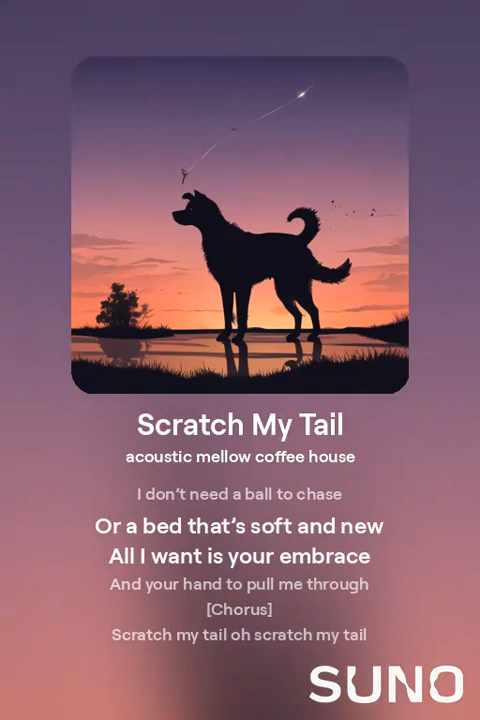 Scratch My Tail
acoustic mellow coffee house
I don't need a ball to chase
Or a bed that's soft and new
All I want is your embrace
And your hand to pull me through
[Chorus]
Scratch my tail oh scratch my tail
SUNO